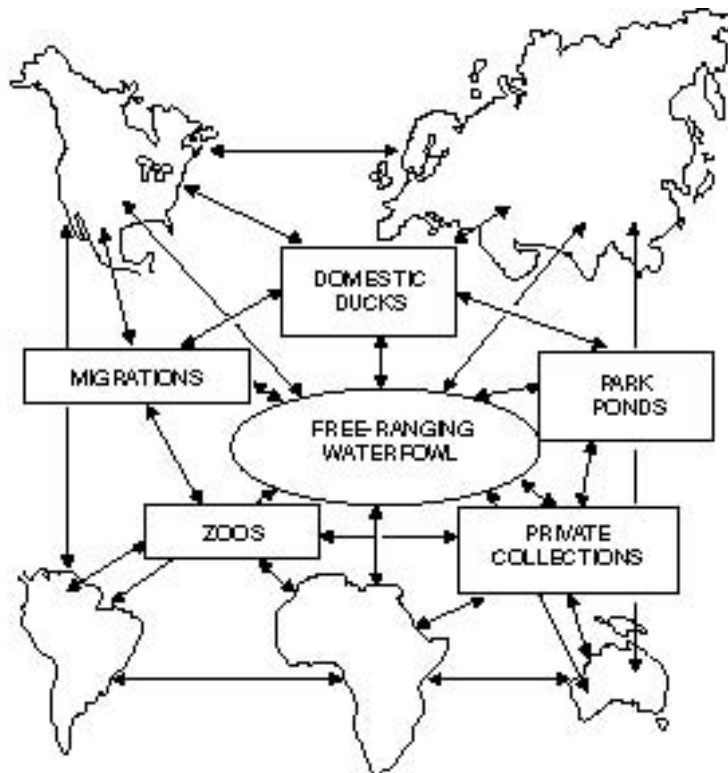 DOMESTIC
DUCKS
MIGRATIONS
PARK
PONDS
FREE-RANGING
WATERFOWL
ZOOS
PRIVATE
COLLECTIONS